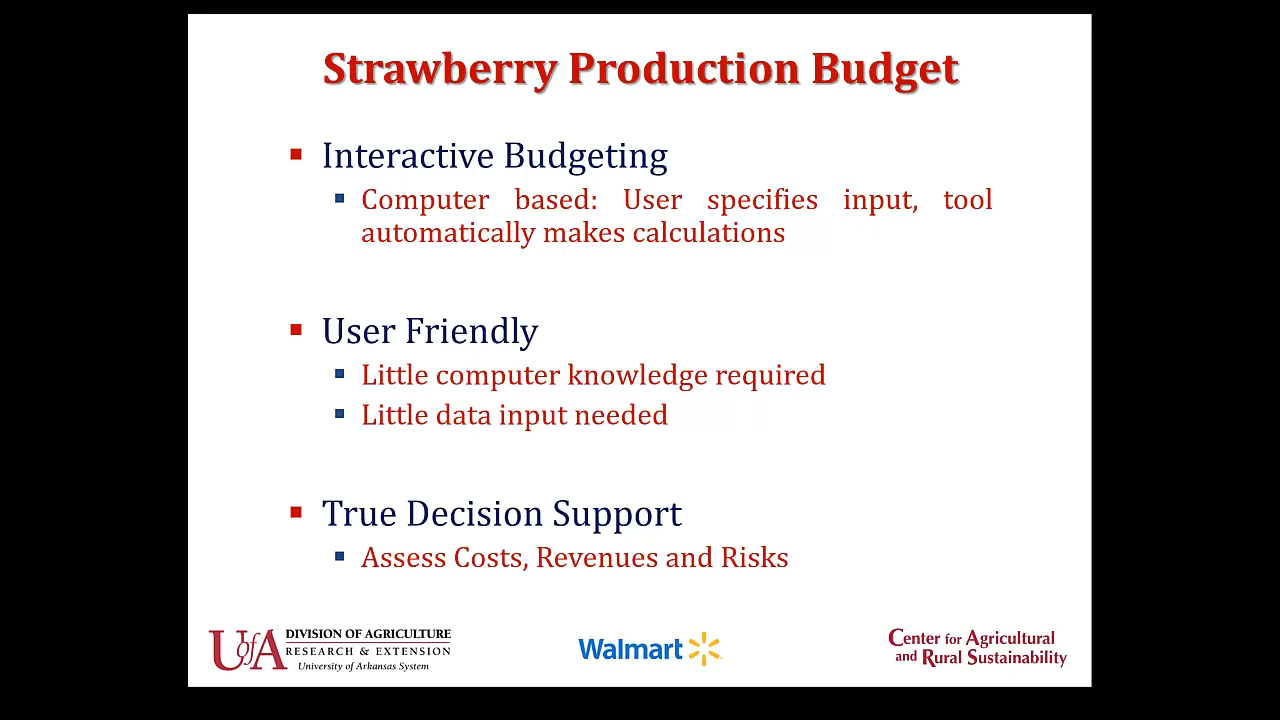 Strawberry Production Budget
Interactive Budgeting
Computer based: User specifies input, tool
automatically makes calculations
User Friendly
Little computer knowledge required
Little data input needed
True Decision Support
Assess Costs, Revenues and Risks
UofA DIVISION OF AGRICULTURE
RESEARCH & EXTENSION
University of Arkansas System
Walmart
Center for Agricultural
and Rural Sustainability